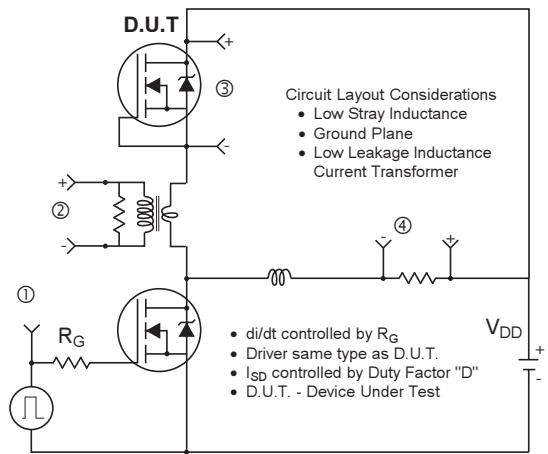 D.U.T
+
③
-
Circuit Layout Considerations
• Low Stray Inductance
• Ground Plane
• Low Leakage Inductance
Current Transformer
+
②
-
④
-
+
①
RG
• di/dt controlled by RG
• Driver same type as D.U.T.
• ISD controlled by Duty Factor "D"
• D.U.T. - Device Under Test
VDD
+
-